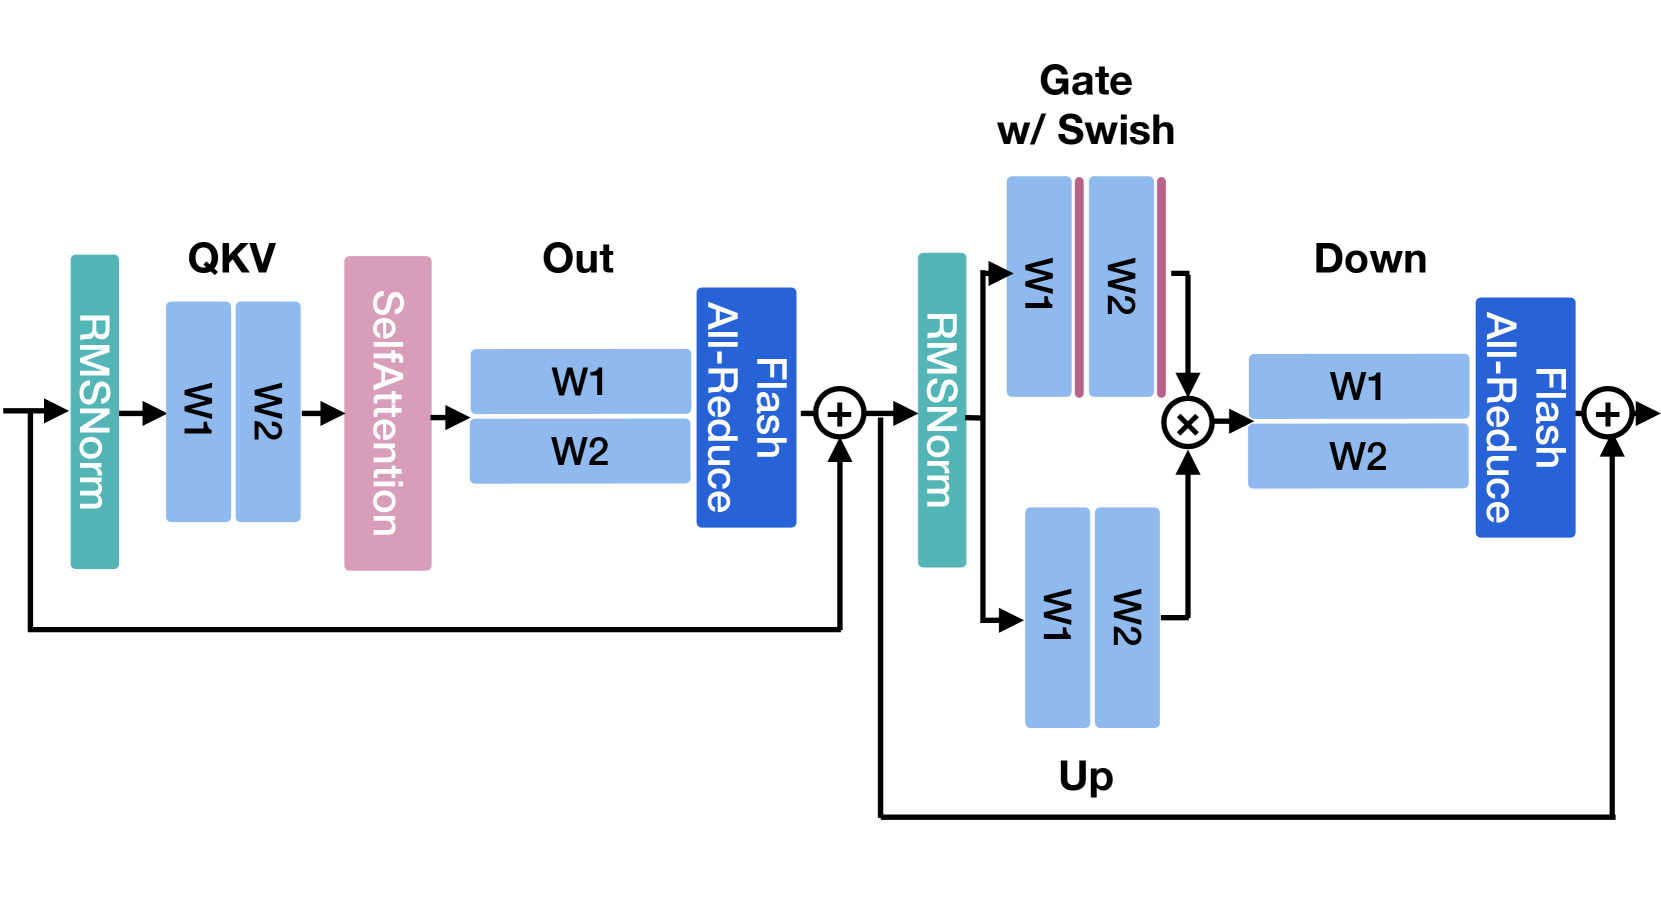 RMSNorm
QKV
W1
W2
SelfAttention
Out
W1
W2
Flash
All-Reduce
+
RMSNorm
Gate
w/ Swish
W1
W2
W1
W2
Up
×
Down
W1
W2
Flash
All-Reduce
+